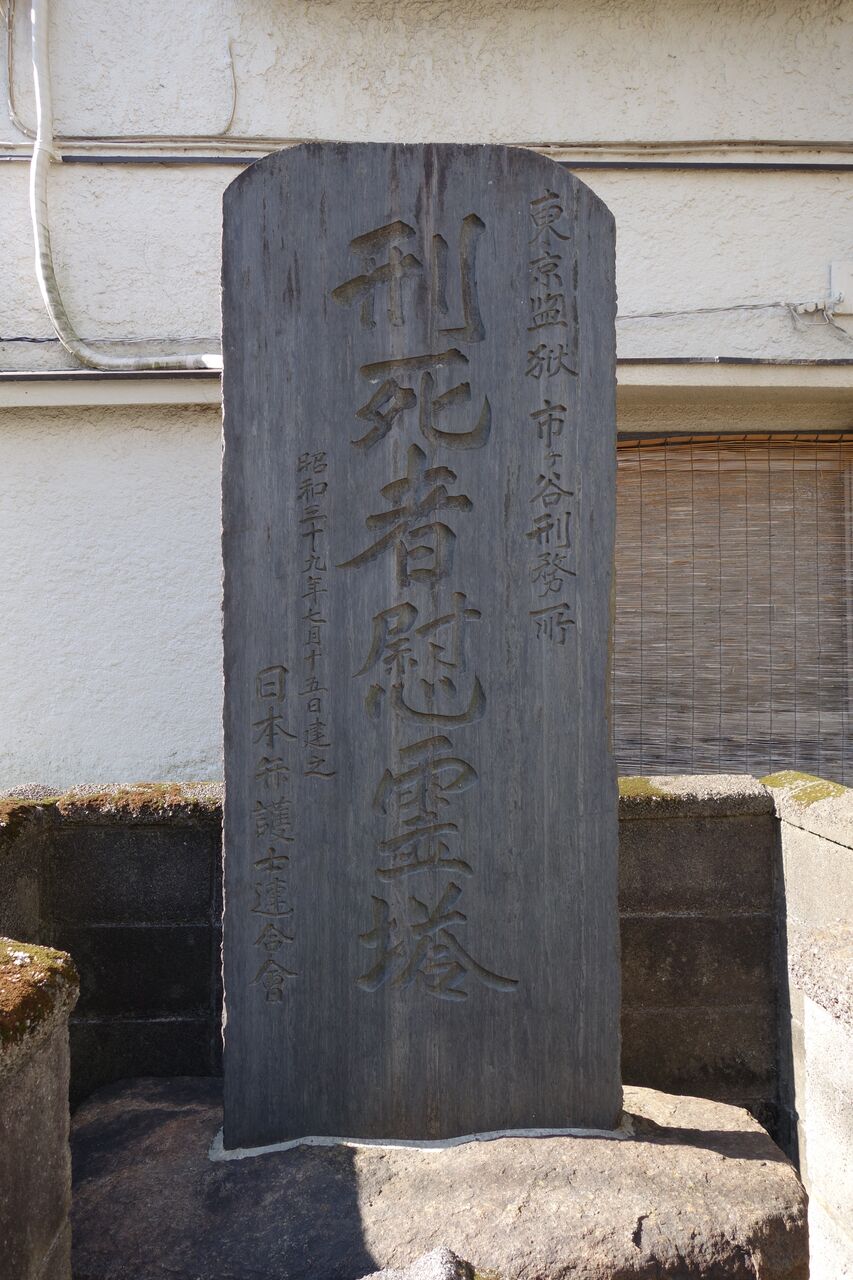 東京監獄市ヶ谷刑務所
刑死者慰霊塔
昭和三十九年七月十五日建之
日本弁護士連合會